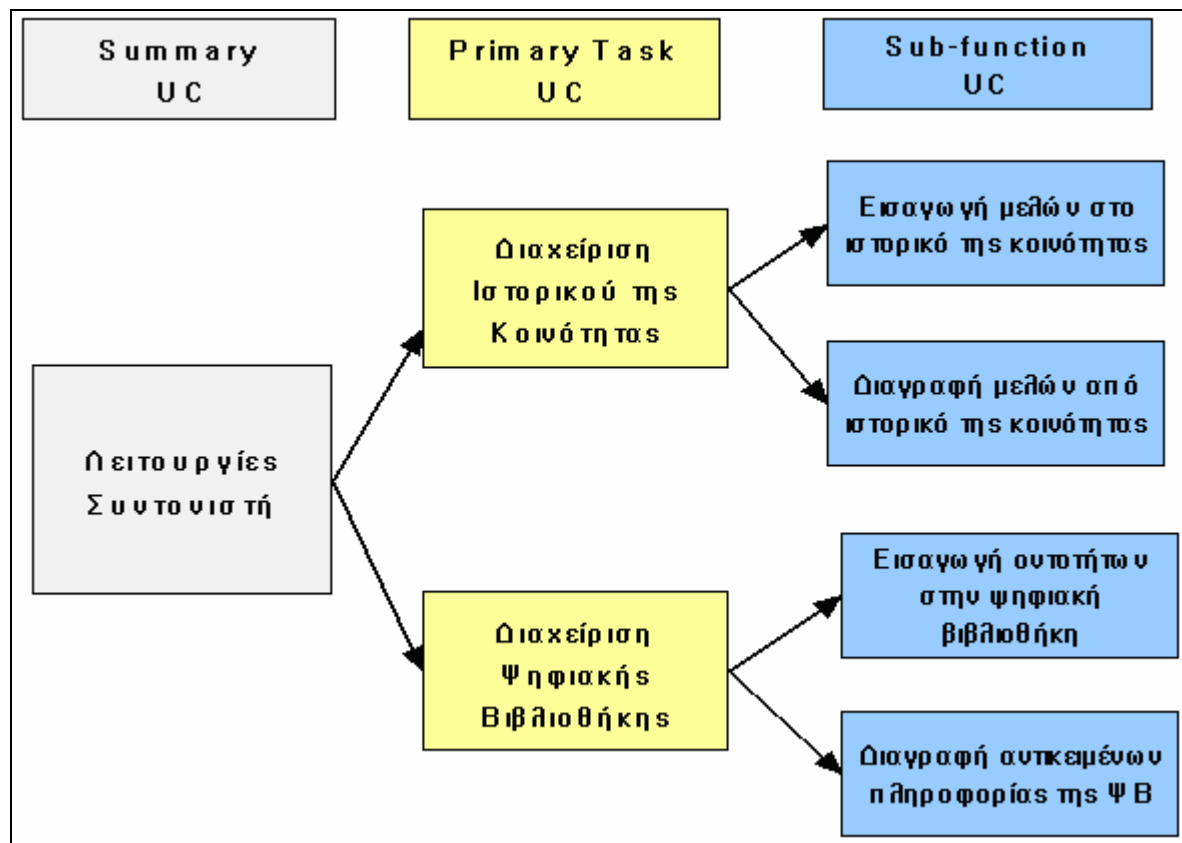 Summary
UC
Primary Task
UC
Sub-function
UC
Λειτουργίες
Συντονιστή
Διαχείριση
Ιστορικού της
Κοινότητας
Διαχείριση
Ψηφιακής
Βιβλιοθήκης
Εισαγωγή μελών στο
ιστορικό της κοινότητας
Διαγραφή μελών από
ιστορικό της κοινότητας
Εισαγωγή οντοτήτων
στην ψηφιακή
βιβλιοθήκη
Διαγραφή αντικειμένων
πληροφορίας της ΨΒ